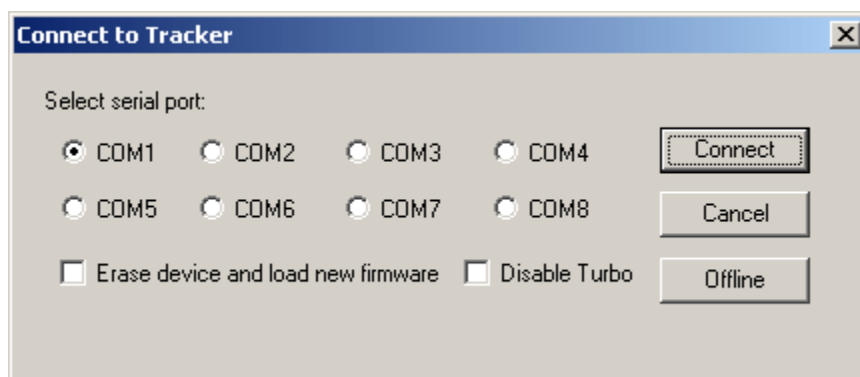 Connect to Tracker
Select serial port:
COM1 COM2 COM3 COM4 Connect
COM5 COM6 COM7 COM8 Cancel
Erase device and load new firmware Disable Turbo Offline